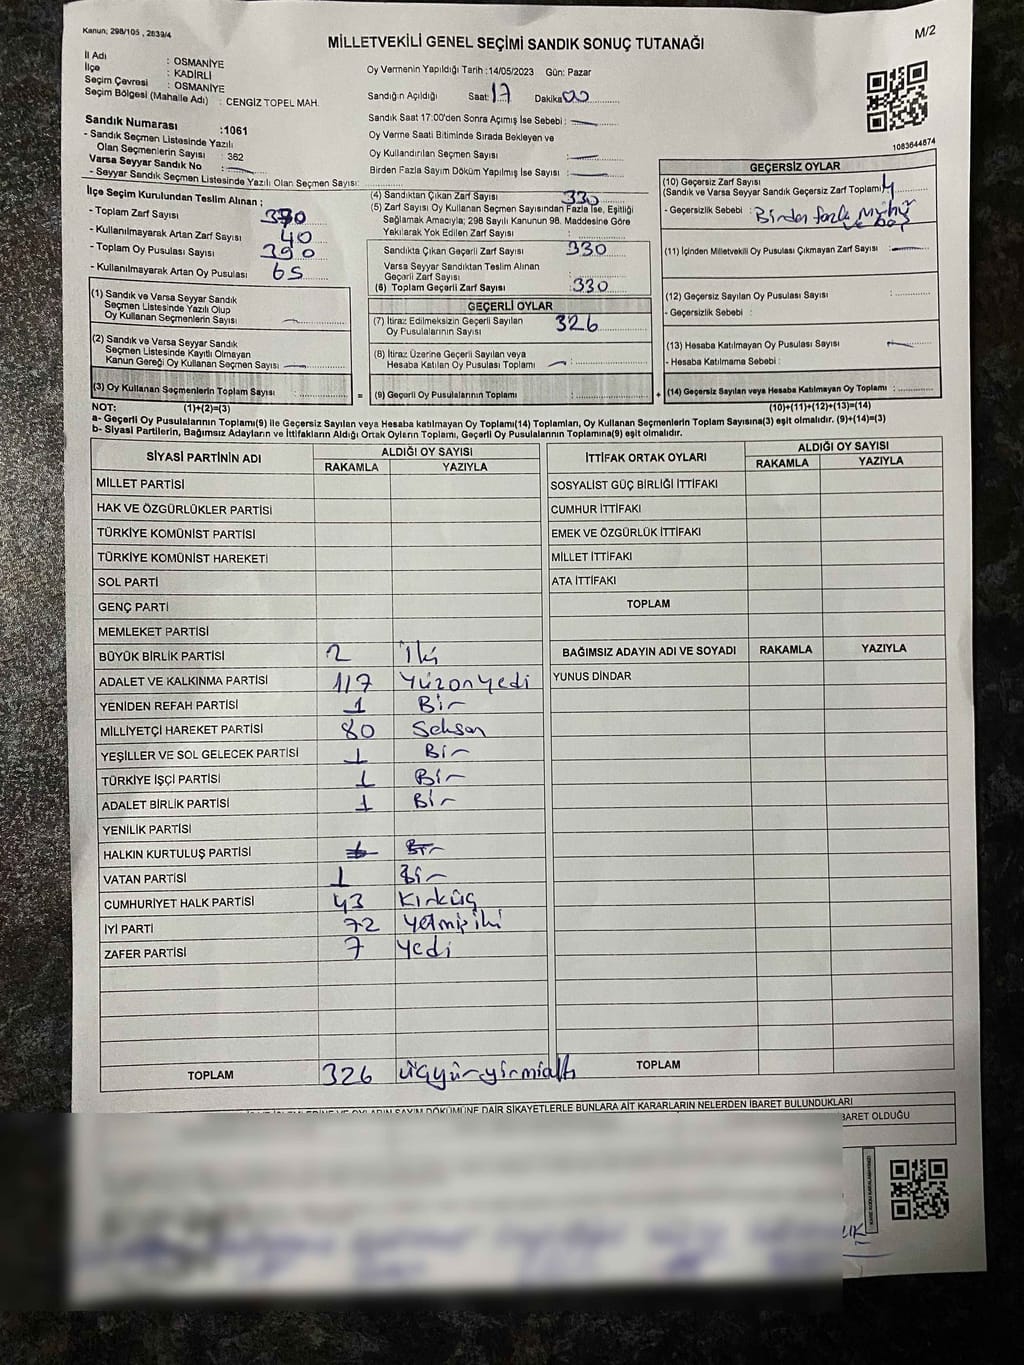 Kanun; 298/105 , 2839/4
M/2
MİLLETVEKİLİ GENEL SEÇİMİ SANDIK SONUÇ TUTANAĞI
İl Adı : OSMANİYE
İlçe : KADİRLİ
Seçim Çevresi : OSMANİYE
Seçim Bölgesi (Mahalle Adı) : CENGİZ TOPEL MAH.
Oy Vermenin Yapıldığı Tarih :14/05/2023 Gün: Pazar
Sandığın Açıldığı Saat: 17 Dakika 00
Sandık Saat 17:00'den Sonra Açımış İse Sebebi :
Oy Verme Saati Bitiminde Sırada Bekleyen ve
Oy Kullandırılan Seçmen Sayısı :
Birden Fazla Sayım Döküm Yapılmış İse Sayısı :
1083644874
Sandık Numarası :1061
- Sandık Seçmen Listesinde Yazılı
Olan Seçmenlerin Sayısı : 362
Varsa Seyyar Sandık No :
- Seyyar Sandık Seçmen Listesinde Yazılı Olan Seçmen Sayısı:
İlçe Seçim Kurulundan Teslim Alınan ;
- Toplam Zarf Sayısı : 370
- Kullanılmayarak Artan Zarf Sayısı : 40
- Toplam Oy Pusulası Sayısı : 390
- Kullanılmayarak Artan Oy Pusulası : 65
(1) Sandık ve Varsa Seyyar Sandık
Seçmen Listesinde Yazılı Olup
Oy Kullanan Seçmenlerin Sayısı :
(2) Sandık ve Varsa Seyyar Sandık
Seçmen Listesinde Kayıtlı Olmayan
Kanun Gereği Oy Kullanan Seçmen Sayısı :
(3) Oy Kullanan Seçmenlerin Toplam Sayısı :
(4) Sandıktan Çıkan Zarf Sayısı : 330
(5) Zarf Sayısı Oy Kullanan Seçmen Sayısından Fazla İse, Eşitliği
Sağlamak Amacıyla; 298 Sayılı Kanunun 98. Maddesine Göre
Yakılarak Yok Edilen Zarf Sayısı :
Sandıkta Çıkan Geçerli Zarf Sayısı : 330
Varsa Seyyar Sandıktan Teslim Alınan
Geçerli Zarf Sayısı :
(6) Toplam Geçerli Zarf Sayısı : 330
GEÇERLİ OYLAR
(7) İtiraz Edilmeksizin Geçerli Sayılan
Oy Pusulalarının Sayısı : 326
(8) İtiraz Üzerine Geçerli Sayılan veya
Hesaba Katılan Oy Pusulası Toplamı :
= (9) Geçerli Oy Pusulalarının Toplamı :
GEÇERSİZ OYLAR
(10) Geçersiz Zarf Sayısı
(Sandık ve Varsa Seyyar Sandık Geçersiz Zarf Toplamı) 4
- Geçersizlik Sebebi : Birden fazla mühür ve boş
(11) İçinden Milletvekili Oy Pusulası Çıkmayan Zarf Sayısı :
(12) Geçersiz Sayılan Oy Pusulası Sayısı :
- Geçersizlik Sebebi :
(13) Hesaba Katılmayan Oy Pusulası Sayısı :
- Hesaba Katılmama Sebebi :
+ (14) Geçersiz Sayılan veya Hesaba Katılmayan Oy Toplamı :
NOT: (1)+(2)=(3) (10)+(11)+(12)+(13)=(14)
a- Geçerli Oy Pusulalarının Toplamı(9) ile Geçersiz Sayılan veya Hesaba katılmayan Oy Toplamı(14) Toplamları, Oy Kullanan Seçmenlerin Toplam Sayısına(3) eşit olmalıdır. (9)+(14)=(3)
b- Siyasi Partilerin, Bağımsız Adayların ve İttifakların Aldığı Ortak Oyların Toplamı, Geçerli Oy Pusulalarının Toplamına(9) eşit olmalıdır.
SİYASİ PARTİNİN ADI ALDIĞI OY SAYISI
RAKAMLA YAZIYLA
MİLLET PARTİSİ
HAK VE ÖZGÜRLÜKLER PARTİSİ
TÜRKİYE KOMÜNİST PARTİSİ
TÜRKİYE KOMÜNİST HAREKETİ
SOL PARTİ
GENÇ PARTİ
MEMLEKET PARTİSİ
BÜYÜK BİRLİK PARTİSİ 2 İki
ADALET VE KALKINMA PARTİSİ 117 Yüzonyedi
YENİDEN REFAH PARTİSİ 1 Bir
MİLLİYETÇİ HAREKET PARTİSİ 80 Seksen
YEŞİLLER VE SOL GELECEK PARTİSİ 1 Bir
TÜRKİYE İŞÇİ PARTİSİ 1 Bir
ADALET BİRLİK PARTİSİ 1 Bir
YENİLİK PARTİSİ
HALKIN KURTULUŞ PARTİSİ 1 Bir
VATAN PARTİSİ 1 Bir
CUMHURİYET HALK PARTİSİ 43 Kırküç
İYİ PARTİ 72 Yetmişiki
ZAFER PARTİSİ 7 Yedi
TOPLAM 326 üçyüzyirmialtı
İTTİFAK ORTAK OYLARI ALDIĞI OY SAYISI
RAKAMLA YAZIYLA
SOSYALİST GÜÇ BİRLİĞİ İTTİFAKI
CUMHUR İTTİFAKI
EMEK VE ÖZGÜRLÜK İTTİFAKI
MİLLET İTTİFAKI
ATA İTTİFAKI
TOPLAM
BAĞIMSIZ ADAYIN ADI VE SOYADI RAKAMLA YAZIYLA
YUNUS DİNDAR
TOPLAM
DÖKÜMÜNE DAİR ŞİKAYETLERLE BUNLARA AİT KARARLARIN NELERDEN İBARET BULUNDUKLARI
BARET OLDUĞU